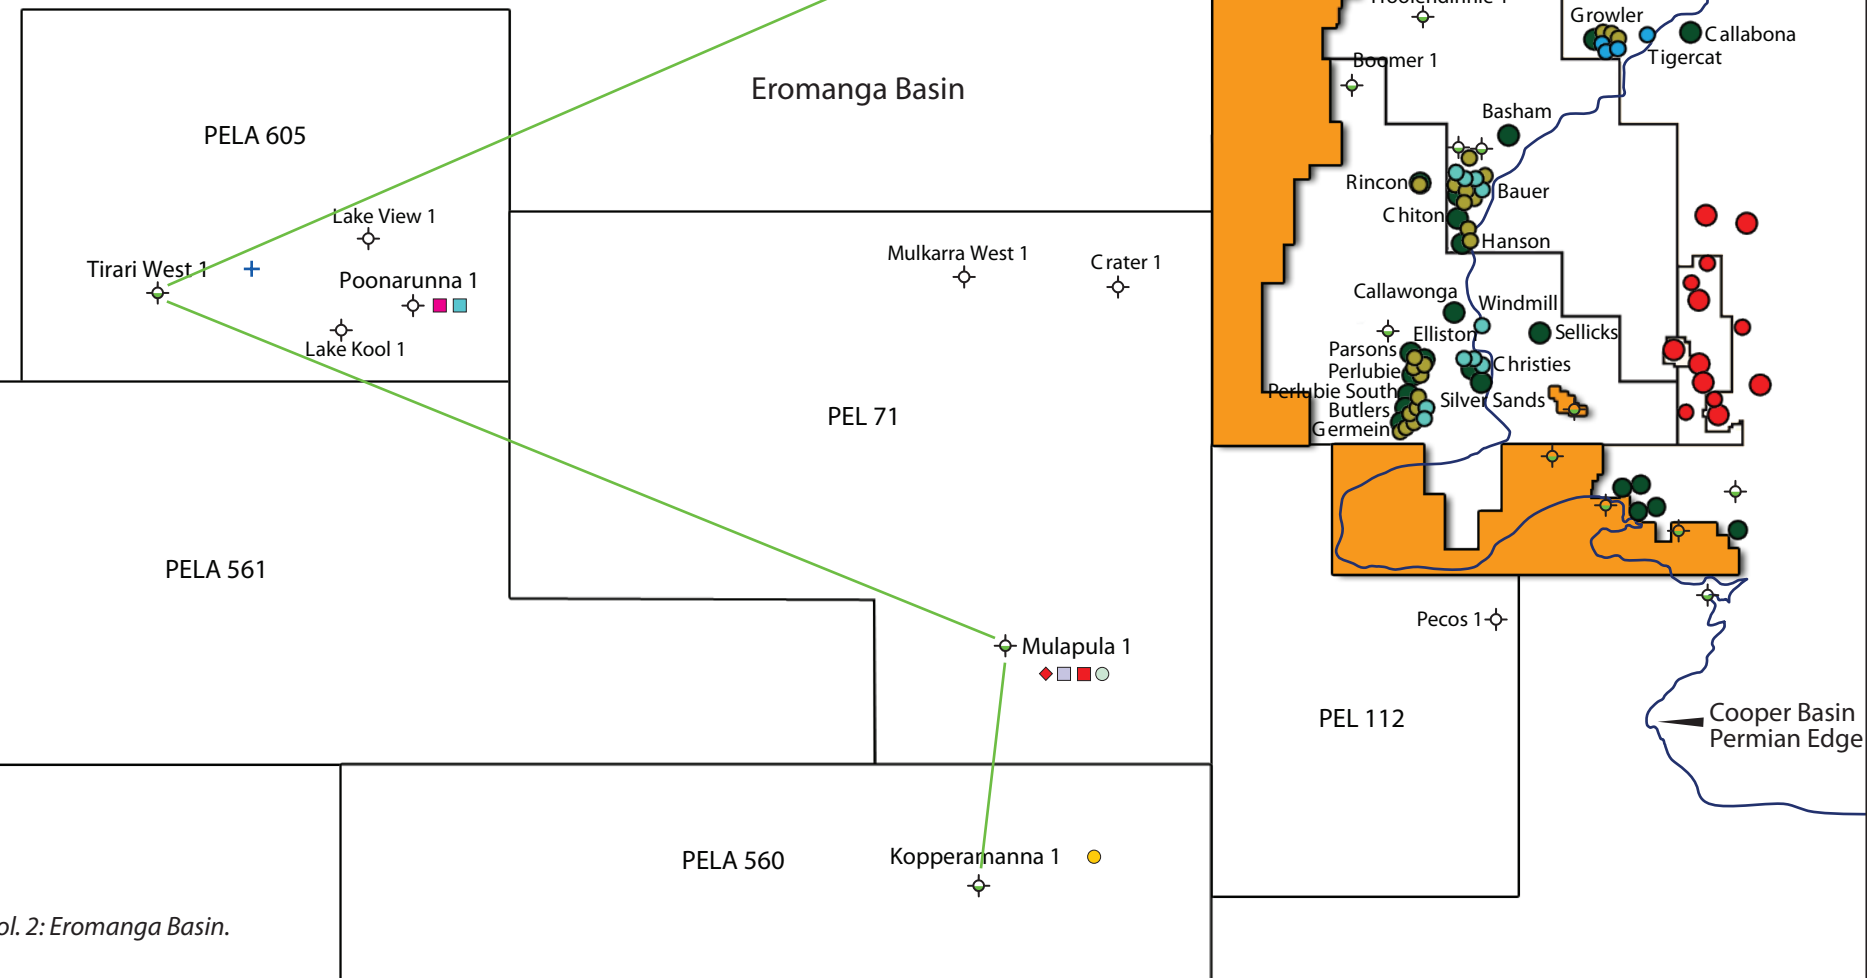 Growler
Callabona
Tigercat
Boomer 1
Eromanga Basin
Basham
PELA 605
Rincon
Bauer
Lake View 1
Chiton
Hanson
Mulkarra West 1
Crater 1
Tirari West 1
Poonarunna 1
Callawonga
Windmill
Elliston
Sellicks
Lake Kool 1
Parsons
Christies
Perlubie
Perlubie South
Silver Sands
Butlers
Germein
PEL 71
PELA 561
Pecos 1
Mulapula 1
PEL 112
Cooper Basin
Permian Edge
Kopperamanna 1
PELA 560
ol. 2: Eromanga Basin.